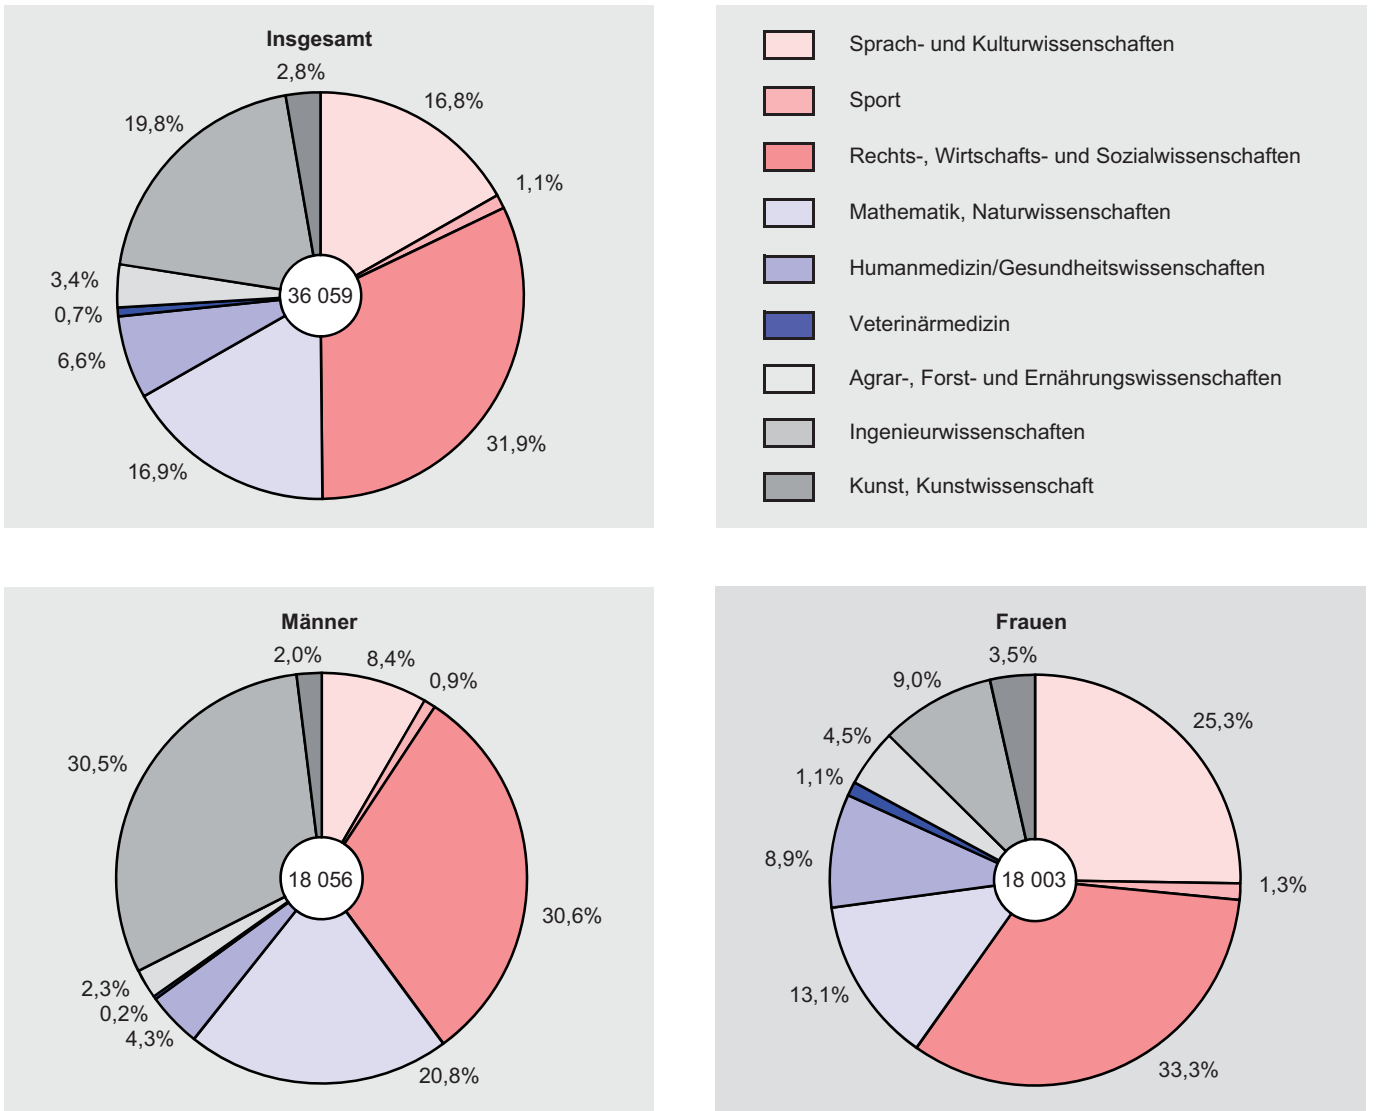 Insgesamt
2,8%
16,8%
19,8%
1,1%
3,4%
36 059
0,7%
6,6%
31,9%
16,9%
Sprach- und Kulturwissenschaften
Sport
Rechts-, Wirtschafts- und Sozialwissenschaften
Mathematik, Naturwissenschaften
Humanmedizin/Gesundheitswissenschaften
Veterinärmedizin
Agrar-, Forst- und Ernährungswissenschaften
Ingenieurwissenschaften
Kunst, Kunstwissenschaft
Männer
2,0%
8,4%
0,9%
30,5%
18 056
30,6%
2,3%
0,2%
4,3%
20,8%
Frauen
3,5%
9,0%
25,3%
4,5%
1,1%
8,9%
18 003
1,3%
13,1%
33,3%